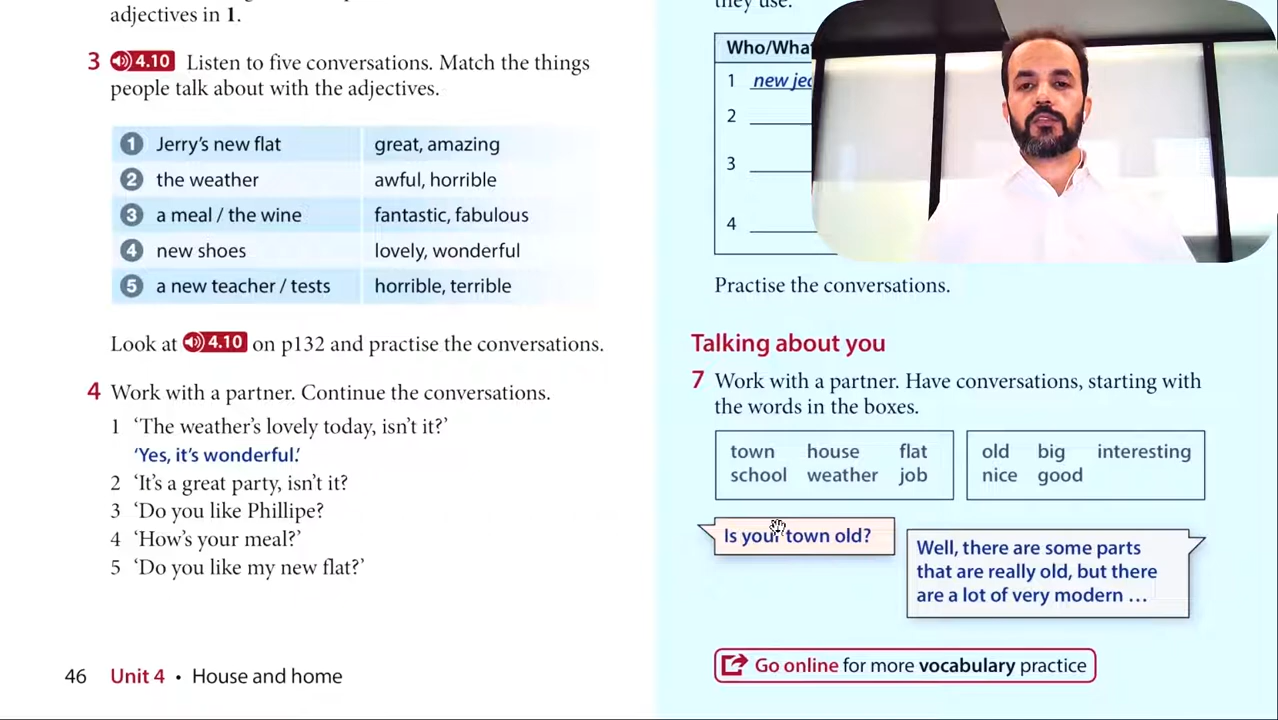 adjectives in 1.
3 4.10 Listen to five conversations. Match the things
people talk about with the adjectives.
1 Jerry's new flat great, amazing
2 the weather awful, horrible
3 a meal / the wine fantastic, fabulous
4 new shoes lovely, wonderful
5 a new teacher / tests horrible, terrible
Look at 4.10 on p132 and practise the conversations.
4 Work with a partner. Continue the conversations.
1 ‘The weather’s lovely today, isn’t it?’
‘Yes, it’s wonderful.’
2 ‘It’s a great party, isn’t it?
3 ‘Do you like Phillipe?
4 ‘How’s your meal?’
5 ‘Do you like my new flat?’
46 Unit 4 • House and home
they use.
1 new
2
3
4
Practise the conversations.
Talking about you
7 Work with a partner. Have conversations, starting with
the words in the boxes.
town house flat
school weather job
old big interesting
nice good
Is your town old?
Well, there are some parts
that are really old, but there
are a lot of very modern …
Go online for more vocabulary practice